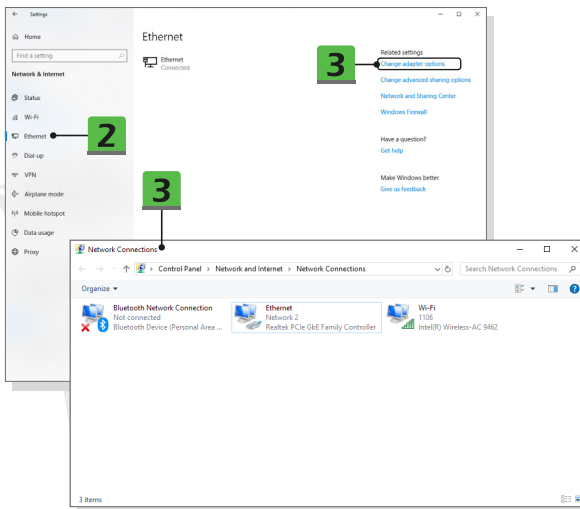 Settings
Home
Find a setting
Network & Internet
Status
Wi-Fi
Ethernet
Dial-up
VPN
Airplane mode
Mobile hotspot
Data usage
Proxy
2
Ethernet
Ethernet
Connected
3
Related settings
Change adapter options
Change advanced sharing options
Network and Sharing Center
Windows Firewall
Have a question?
Get help
Make Windows better
Give us feedback
3
Network Connections
Control Panel > Network and Internet > Network Connections
Search Network Connections
Organize
Bluetooth Network Connection
Not connected
Bluetooth Device (Personal Area ...
Ethernet
Network 2
Realtek PCIe GbE Family Controller
Wi-Fi
1106
Intel(R) Wireless-AC 9462
3 items